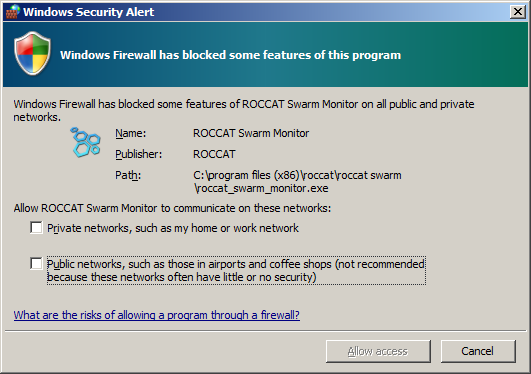 Windows Security Alert
Windows Firewall has blocked some features of this program
Windows Firewall has blocked some features of ROCCAT Swarm Monitor on all public and private
networks.
Name: ROCCAT Swarm Monitor
Publisher: ROCCAT
Path: C:\program files (x86)\roccat\roccat swarm
\roccat_swarm_monitor.exe
Allow ROCCAT Swarm Monitor to communicate on these networks:
Private networks, such as my home or work network
Public networks, such as those in airports and coffee shops (not recommended
because these networks often have little or no security)
What are the risks of allowing a program through a firewall?
Allow access
Cancel